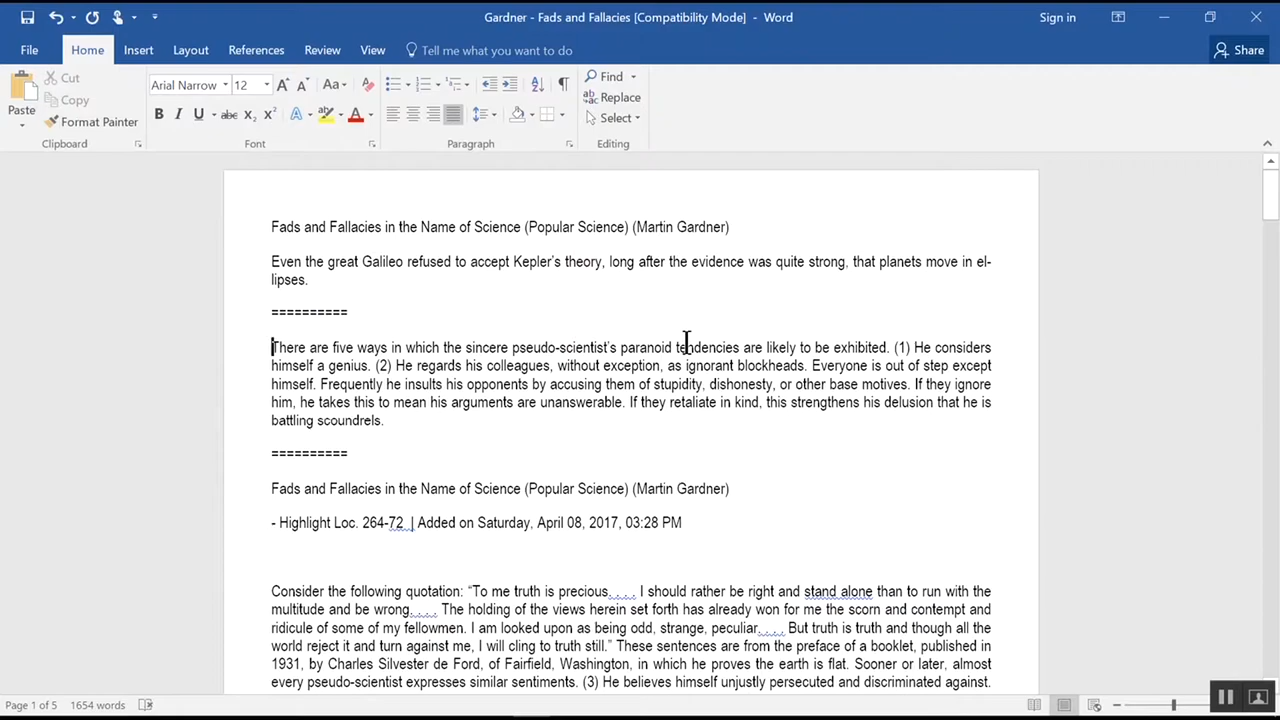 Gardner - Fads and Fallacies [Compatibility Mode] - Word
Sign in
File Home Insert Layout References Review View Tell me what you want to do Share
Paste
Cut
Copy
Format Painter
Arial Narrow 12
Find
Replace
Select
Clipboard Font Paragraph Editing
Fads and Fallacies in the Name of Science (Popular Science) (Martin Gardner)
Even the great Galileo refused to accept Kepler’s theory, long after the evidence was quite strong, that planets move in el-
lipses.
==========
There are five ways in which the sincere pseudo-scientist’s paranoid tendencies are likely to be exhibited. (1) He considers
himself a genius. (2) He regards his colleagues, without exception, as ignorant blockheads. Everyone is out of step except
himself. Frequently he insults his opponents by accusing them of stupidity, dishonesty, or other base motives. If they ignore
him, he takes this to mean his arguments are unanswerable. If they retaliate in kind, this strengthens his delusion that he is
battling scoundrels.
==========
Fads and Fallacies in the Name of Science (Popular Science) (Martin Gardner)
- Highlight Loc. 264-72 | Added on Saturday, April 08, 2017, 03:28 PM
Consider the following quotation: “To me truth is precious. . . . I should rather be right and stand alone than to run with the
multitude and be wrong. . . . The holding of the views herein set forth has already won for me the scorn and contempt and
ridicule of some of my fellowmen. I am looked upon as being odd, strange, peculiar. . . . But truth is truth and though all the
world reject it and turn against me, I will cling to truth still.” These sentences are from the preface of a booklet, published in
1931, by Charles Silvester de Ford, of Fairfield, Washington, in which he proves the earth is flat. Sooner or later, almost
every pseudo-scientist expresses similar sentiments. (3) He believes himself unjustly persecuted and discriminated against.
Page 1 of 5 1654 words